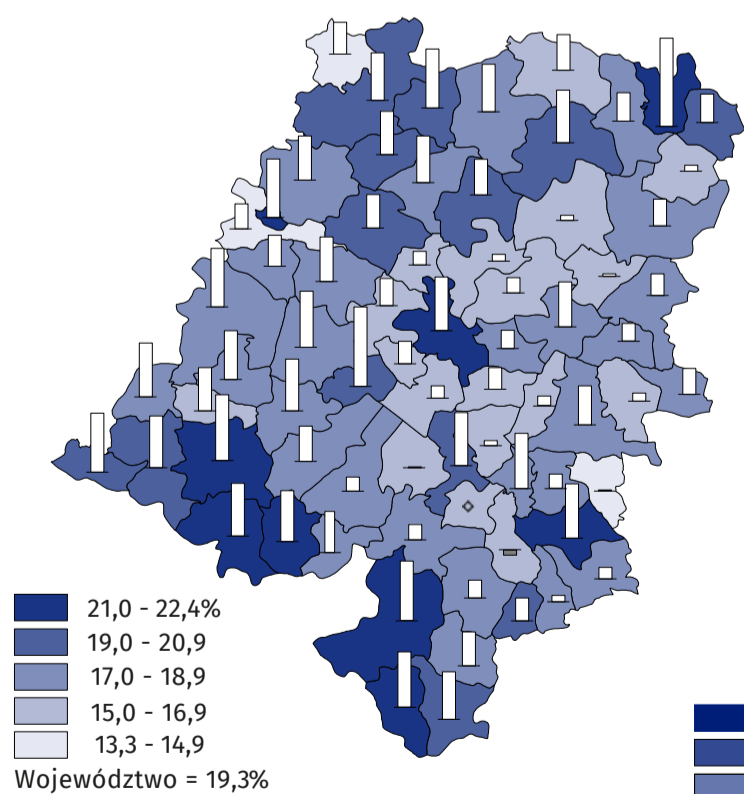 21,0 - 22,4%
19,0 - 20,9
17,0 - 18,9
15,0 - 16,9
13,3 - 14,9
Województwo = 19,3%